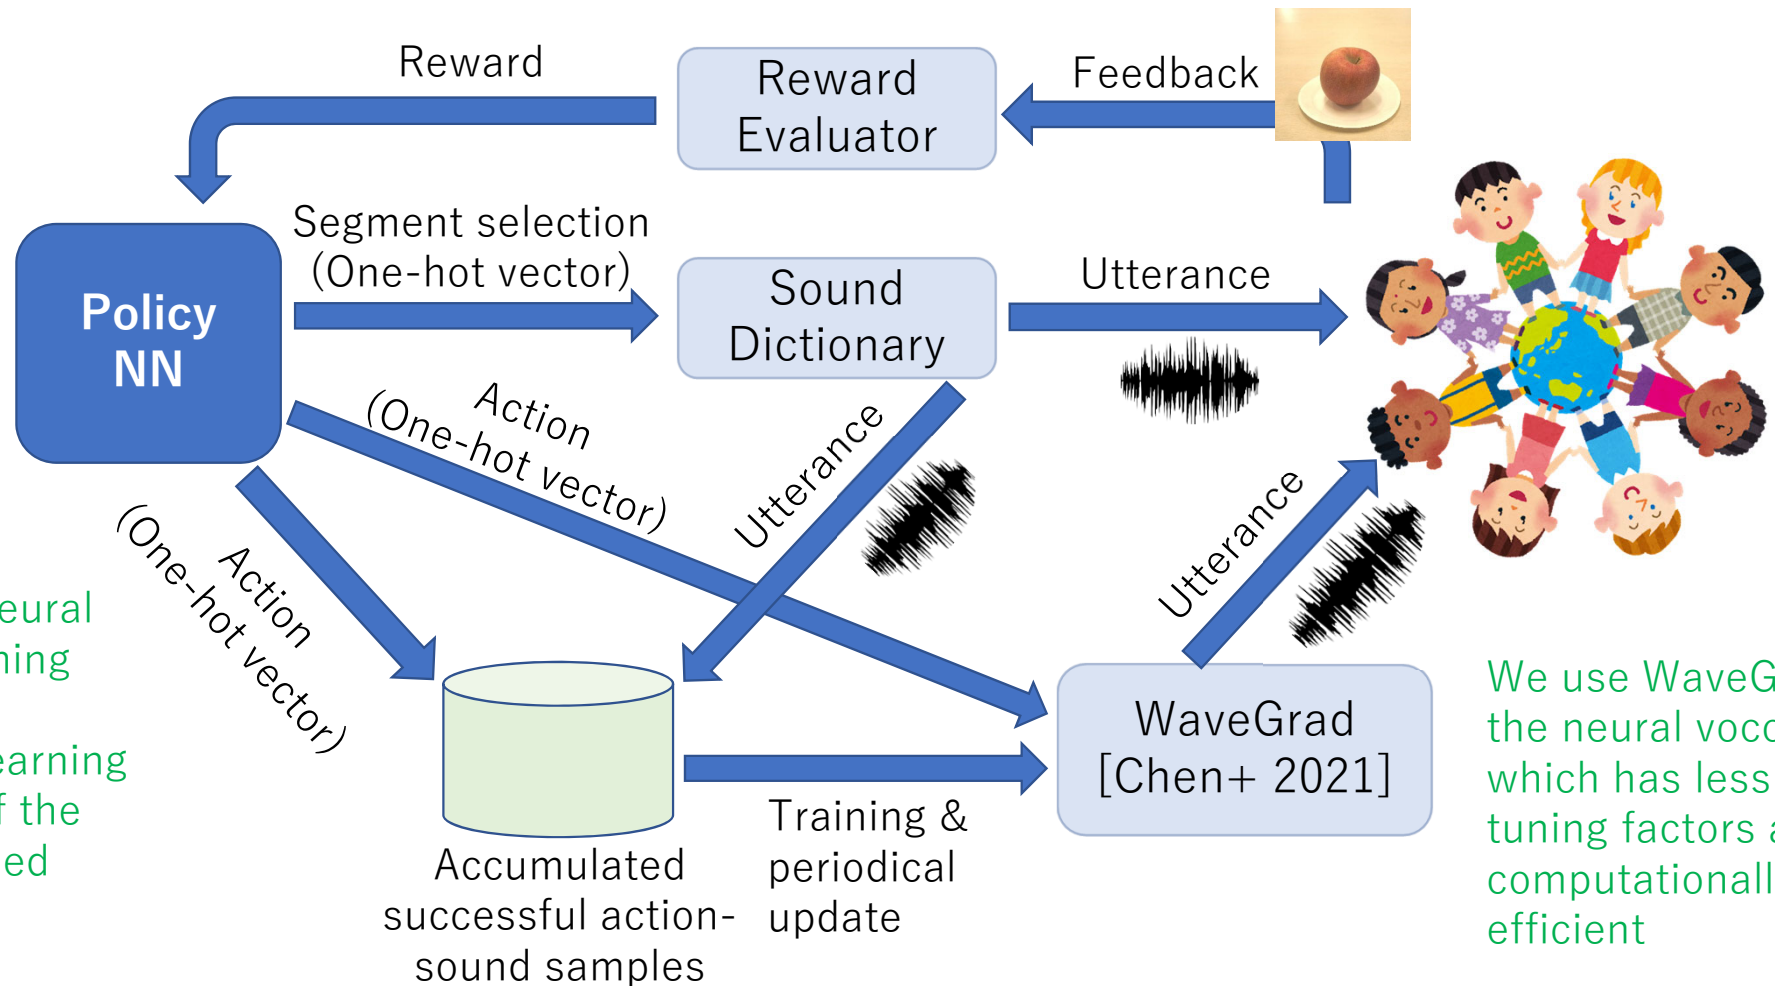 Reward
Reward
Evaluator
Feedback
Segment selection
(One-hot vector)
Policy
NN
Sound
Dictionary
Utterance
Action
(One-hot vector)
Utterance
Action
(One-hot vector)
Utterance
eural
ning
earning
f the
ed
Accumulated
successful action-
sound samples
Training &
periodical
update
WaveGrad
[Chen+ 2021]
We use WaveG
the neural voco
which has less
tuning factors a
computationall
efficient